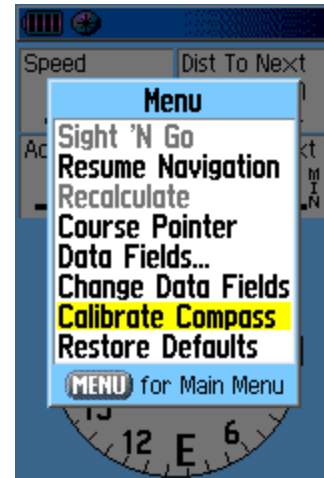 Speed
Dist To Next
Menu
Sight 'N Go
Resume Navigation
Recalculate
Course Pointer
Data Fields...
Change Data Fields
Calibrate Compass
Restore Defaults
MENU for Main Menu
12 E 6